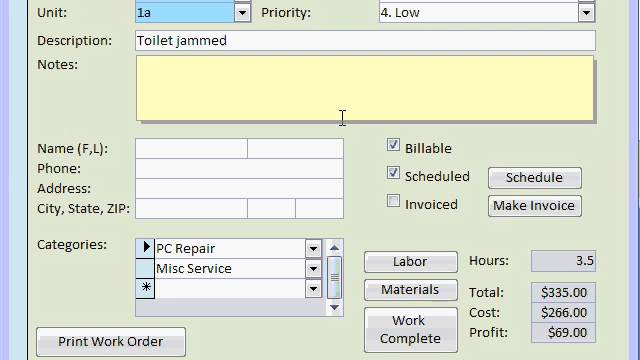 Unit: 1a Priority: 4. Low
Description: Toilet jammed
Notes:
Name (F,L):
Phone:
Address:
City, State, ZIP:
Billable
Scheduled Schedule
Invoiced Make Invoice
Categories: PC Repair
Misc Service
*
Labor Hours: 3.5
Materials Total: $335.00
Work Complete Cost: $266.00
Profit: $69.00
Print Work Order